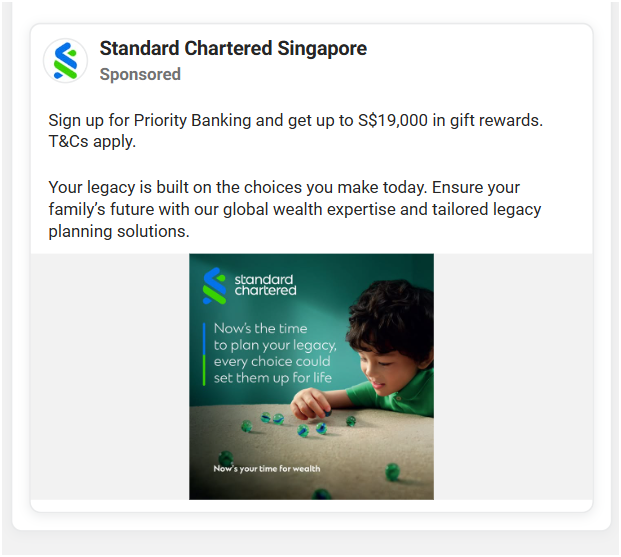 Standard Chartered Singapore
Sponsored
Sign up for Priority Banking and get up to S$19,000 in gift rewards.
T&Cs apply.
Your legacy is built on the choices you make today. Ensure your
family's future with our global wealth expertise and tailored legacy
planning solutions.
standard
chartered
Now's the time
to plan your legacy,
every choice could
set them up for life
Now's your time for wealth